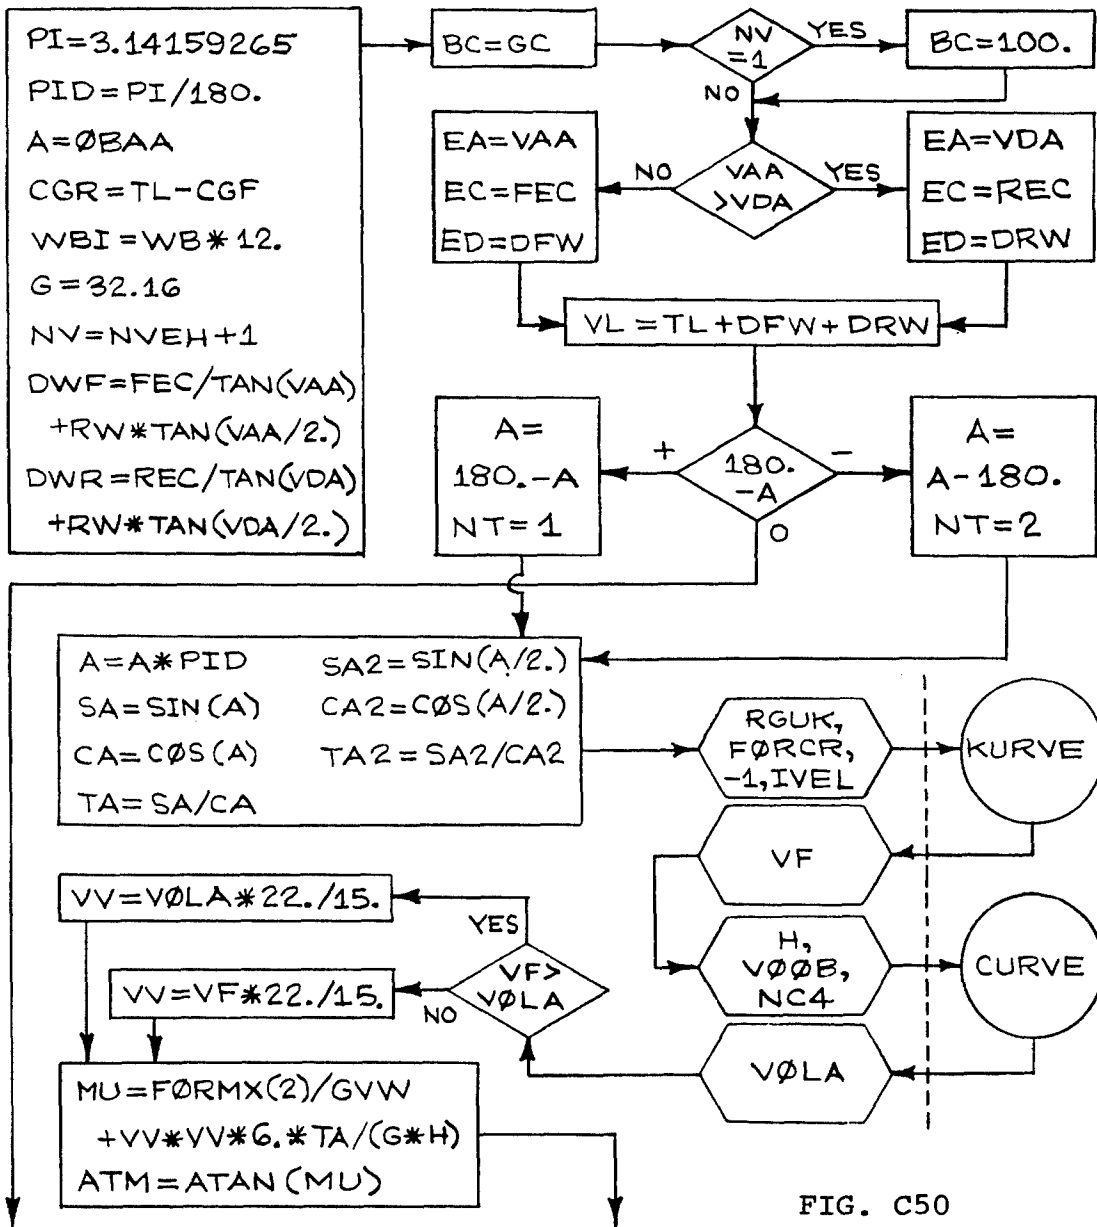 PI=3.14159265
PID=PI/180.
A=ØBAA
CGR=TL-CGF
WBI=WB*12.
G=32.16
NV=NVEH+1
DWF=FEC/TAN(VAA)
+RW*TAN(VAA/2.)
DWR=REC/TAN(VDA)
+RW*TAN(VDA/2.)
BC=GC
NV
=1
YES
BC=100.
NO
EA=VAA
EC=FEC
ED=DFW
NO
VAA
>VDA
YES
EA=VDA
EC=REC
ED=DRW
VL=TL+DFW+DRW
A=
180.-A
NT=1
+
180.
-A
-
O
A=
A-180.
NT=2
A=A*PID
SA=SIN(A)
CA=CØS(A)
TA=SA/CA
SA2=SIN(A/2.)
CA2=CØS(A/2.)
TA2=SA2/CA2
RGUK,
FØRCR,
-1,IVEL
KURVE
VF
H,
VØØB,
NC4
CURVE
VØLA
VF>
VØLA
YES
NO
VV=VØLA*22./15.
VV=VF*22./15.
MU=FØRMX(2)/GVW
+VV*VV*6.*TA/(G*H)
ATM=ATAN(MU)
FIG. C50